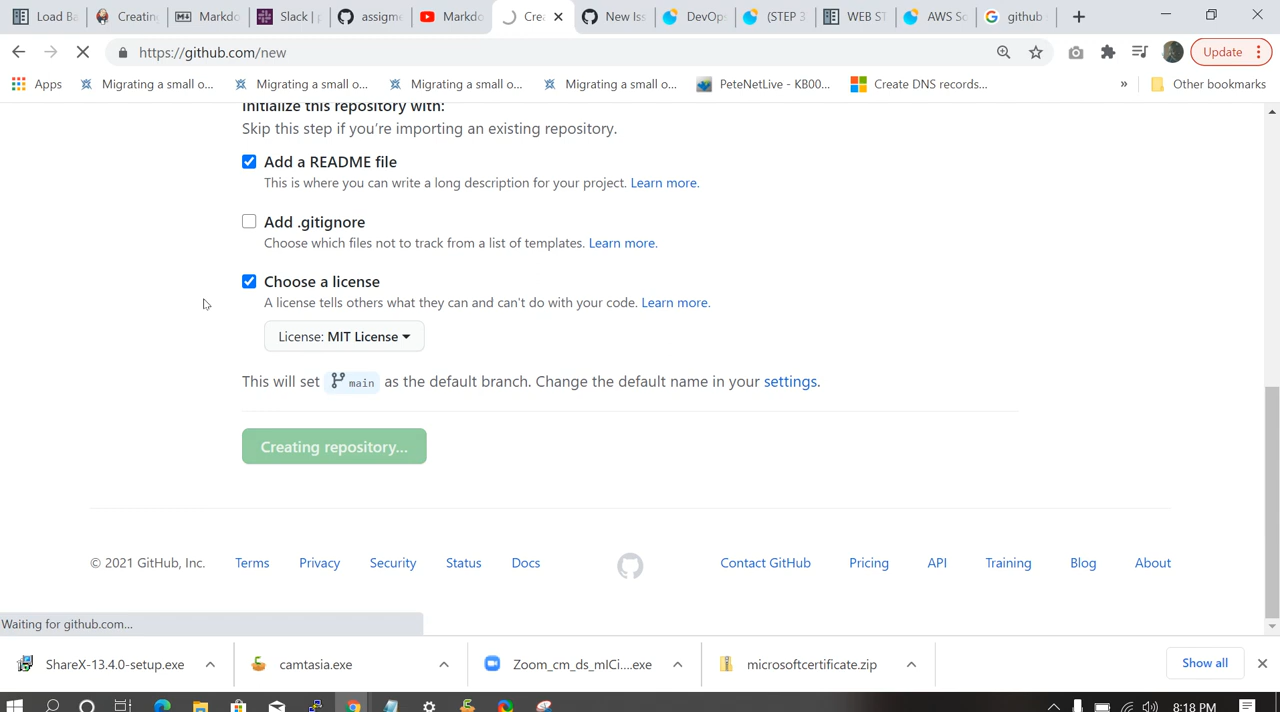 Load Ba
Creatin
Markdo
Slack | p
assigme
Markdo
Cre
New Iss
DevOps
(STEP 3
WEB ST
AWS So
github
https://github.com/new
Update
Apps
Migrating a small o...
Migrating a small o...
Migrating a small o...
Migrating a small o...
PeteNetLive - KB00...
Create DNS records...
»
Other bookmarks
Initialize this repository with:
Skip this step if you're importing an existing repository.
Add a README file
This is where you can write a long description for your project. Learn more.
Add .gitignore
Choose which files not to track from a list of templates. Learn more.
Choose a license
A license tells others what they can and can't do with your code. Learn more.
License: MIT License
This will set main as the default branch. Change the default name in your settings.
Creating repository...
© 2021 GitHub, Inc.
Terms
Privacy
Security
Status
Docs
Contact GitHub
Pricing
API
Training
Blog
About
Waiting for github.com...
ShareX-13.4.0-setup.exe
camtasia.exe
Zoom_cm_ds_mICi....exe
microsoftcertificate.zip
Show all
8:18 PM